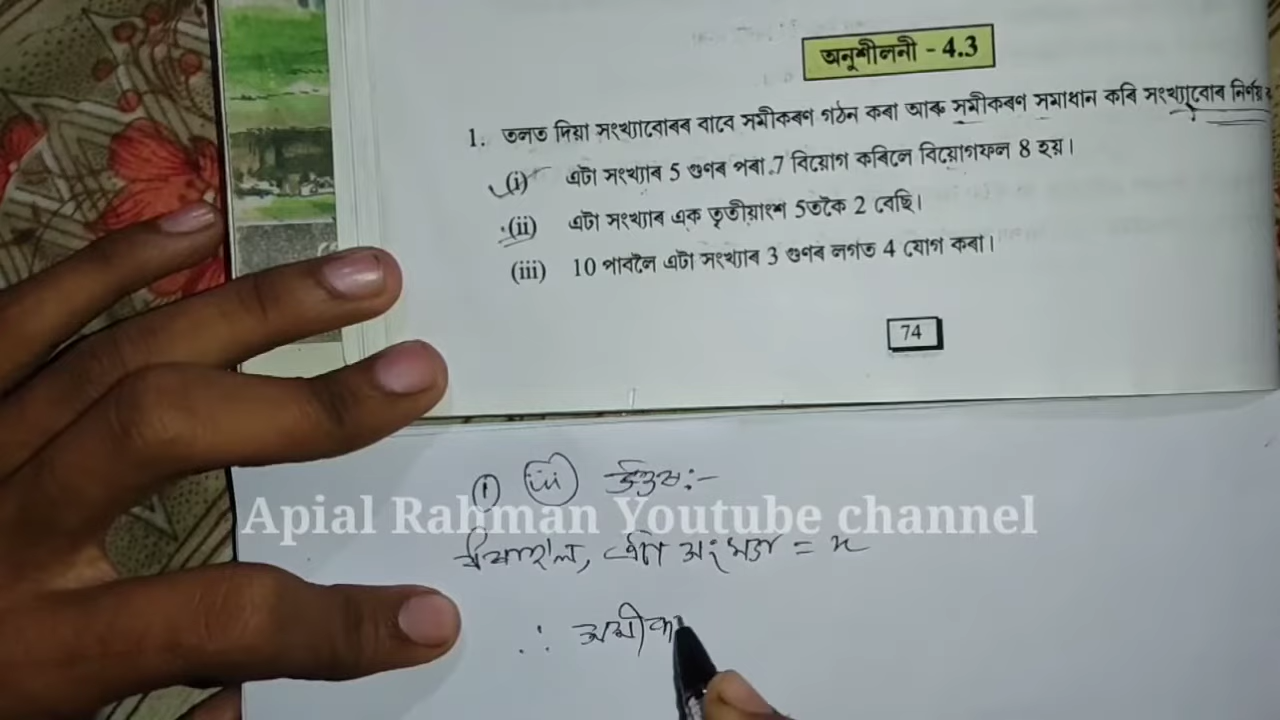 অনুশীলনী - 4.3
1. তলত দিয়া সংখ্যাবোৰৰ বাবে সমীকৰণ গঠন কৰা আৰু সমীকৰণ সমাধান কৰি সংখ্যাবোৰ নিৰ্ণয়
(i) এটা সংখ্যাৰ 5 গুণৰ পৰা 7 বিয়োগ কৰিলে বিয়োগফল 8 হয়।
(ii) এটা সংখ্যাৰ এক তৃতীয়াংশ 5তকৈ 2 বেছি।
(iii) 10 পাবলৈ এটা সংখ্যাৰ 3 গুণৰ লগত 4 যোগ কৰা।
74
① (iii) উত্তৰ:-
Apial Rahman Youtube channel
ধৰাহ'ল, এটা সংখ্যা = x
∴ সমীক